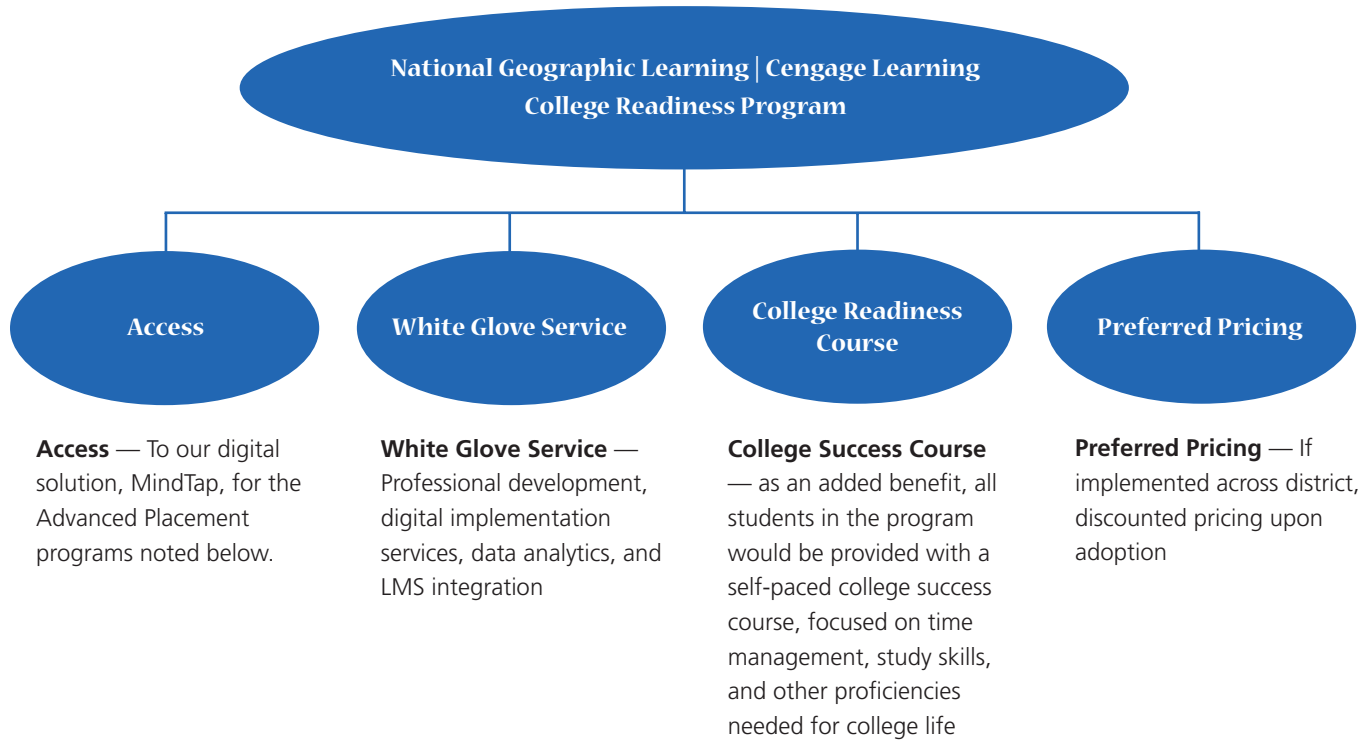 National Geographic Learning | Cengage Learning
College Readiness Program
Access
White Glove Service
College Readiness
Course
Preferred Pricing
Access — To our digital
solution, MindTap, for the
Advanced Placement
programs noted below.
White Glove Service —
Professional development,
digital implementation
services, data analytics, and
LMS integration
College Success Course
— as an added benefit, all
students in the program
would be provided with a
self-paced college success
course, focused on time
management, study skills,
and other proficiencies
needed for college life
Preferred Pricing — If
implemented across district,
discounted pricing upon
adoption